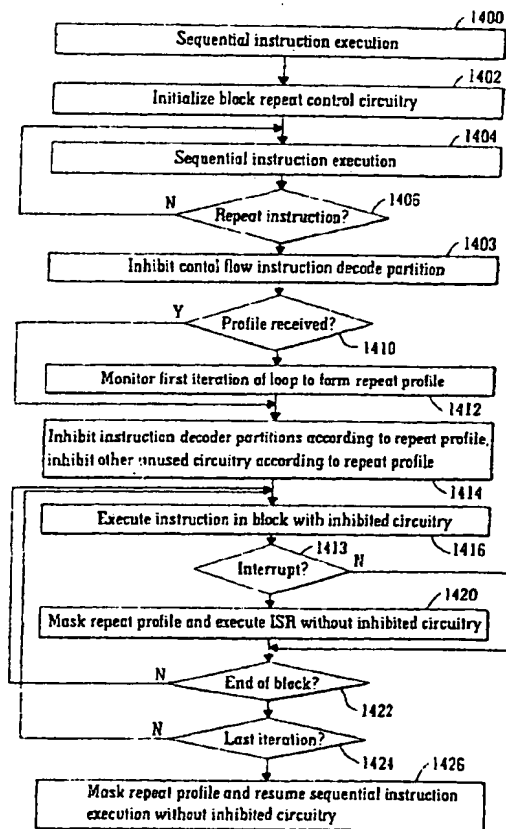 1400
Sequential instruction execution
1402
Initialize block repeat control circuitry
1404
Sequential instruction execution
N
1406
Repeat instruction?
1403
Inhibit contol flow instruction decode partition
Y
Profile received?
1410
Monitor first iteration of loop to form repeat profile
1412
Inhibit instruction decoder partitions according to repeat profile,
inhibit other unused circuitry according to repeat profile
1414
Execute instruction in block with inhibited circuitry
1413
1416
Interrupt?
N
1420
Mask repeat profile and execute ISR without inhibited circuitry
N
End of block?
1422
N
Last iteration?
1424
1426
Mask repeat profile and resume sequential instruction
execution without inhibited circuitry